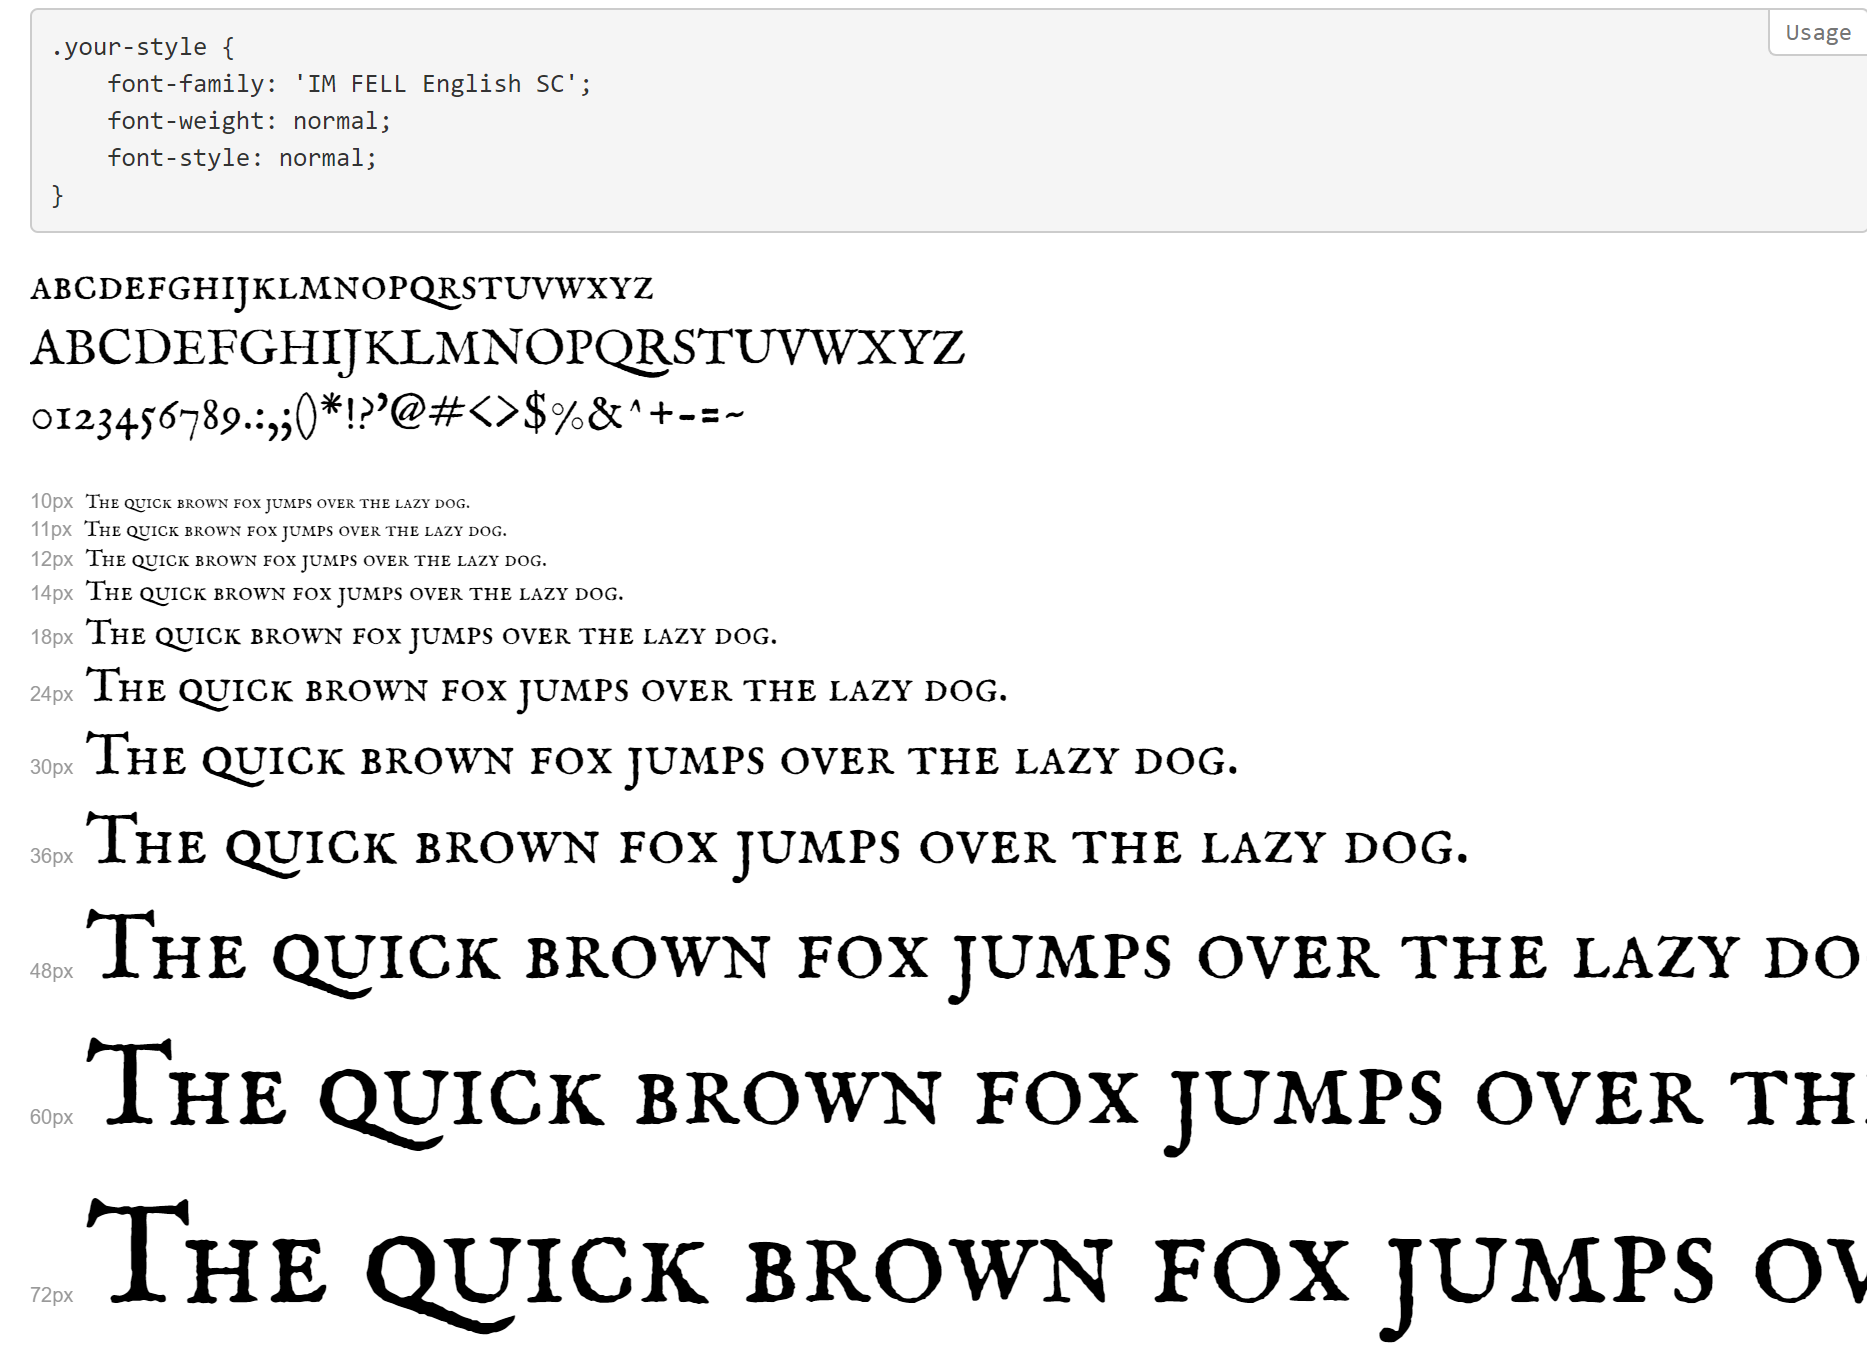 Usage
.your-style {
    font-family: 'IM FELL English SC';
    font-weight: normal;
    font-style: normal;
}
abcdefghijklmnopqrstuvwxyz
ABCDEFGHIJKLMNOPQRSTUVWXYZ
0123456789.:,;()*!?’@#<>$%&^+-=~
10px The quick brown fox jumps over the lazy dog.
11px The quick brown fox jumps over the lazy dog.
12px The quick brown fox jumps over the lazy dog.
14px The quick brown fox jumps over the lazy dog.
18px The quick brown fox jumps over the lazy dog.
24px The quick brown fox jumps over the lazy dog.
30px The quick brown fox jumps over the lazy dog.
36px The quick brown fox jumps over the lazy dog.
48px The quick brown fox jumps over the lazy do
60px The quick brown fox jumps over th
72px The quick brown fox jumps ov